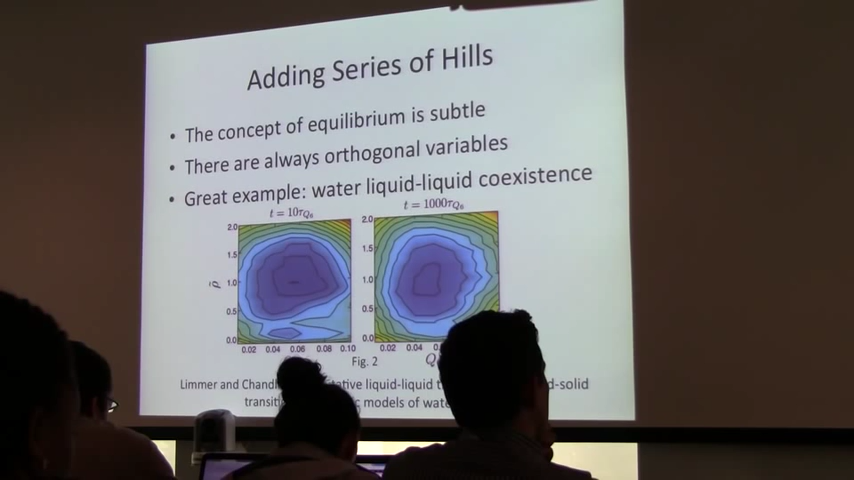 Adding Series of Hills
• The concept of equilibrium is subtle
• There are always orthogonal variables
• Great example: water liquid-liquid coexistence
t = 10τQ6
t = 1000τQ6
2.0
1.5
ρ̃ 1.0
0.5
0.0
0.02 0.04 0.06 0.08 0.10
2.0
1.5
1.0
0.5
0.0
0.02 0.04
Q
Fig. 2
Limmer and Chand tative liquid-liquid t d-solid
transiti c models of wate